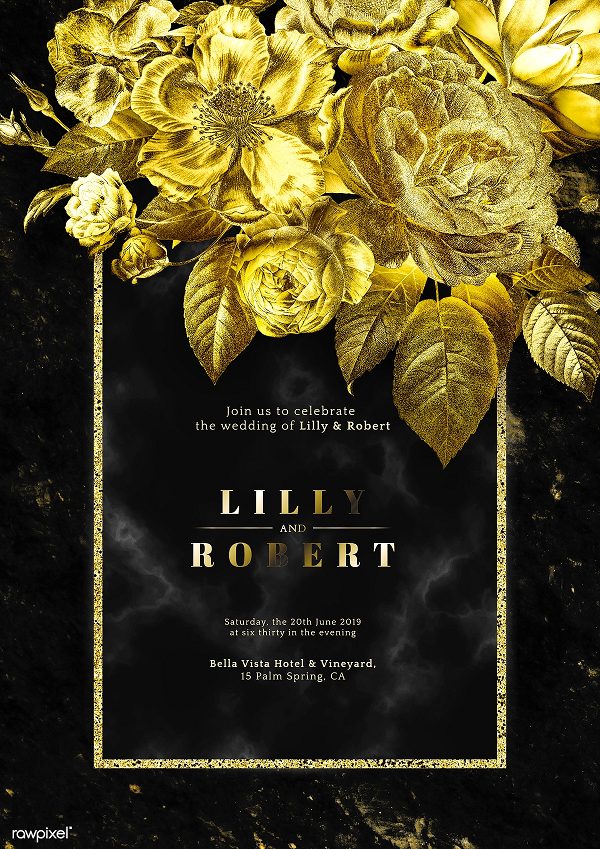 Join us to celebrate
the wedding of Lilly & Robert
LILLY
AND
ROBERT
Saturday, the 20th June 2019
at six thirty in the evening
Bella Vista Hotel & Vineyard,
15 Palm Spring, CA
rawpixel